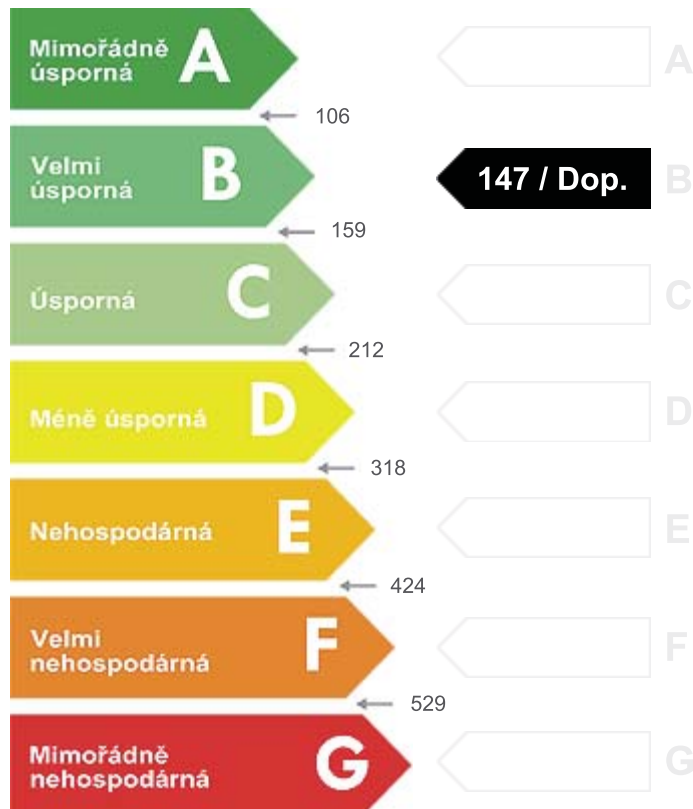 Mimořádně
úsporná
A
A
106
Velmi
úsporná
B
147 / Dop.
B
159
Úsporná
C
C
212
Méně úsporná
D
D
318
Nehospodárná
E
E
424
Velmi
nehospodárná
F
F
529
Mimořádně
nehospodárná
G
G